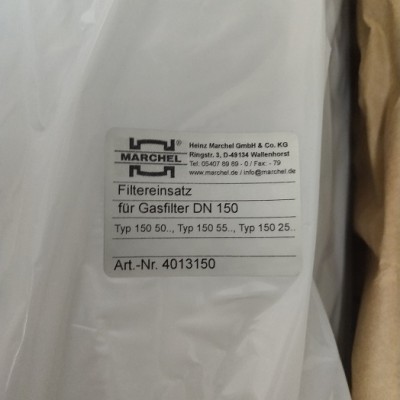 MARCHEL
Heinz Marchel GmbH & Co. KG
Ringstr. 3, D-49134 Wallenhorst
Tel: 05407 89 89 - 0 / Fax: - 79
www.marchel.de / info@marchel.de
Filtereinsatz
für Gasfilter DN 150
Typ 150 50.., Typ 150 55.., Typ 150 25..
Art.-Nr. 4013150